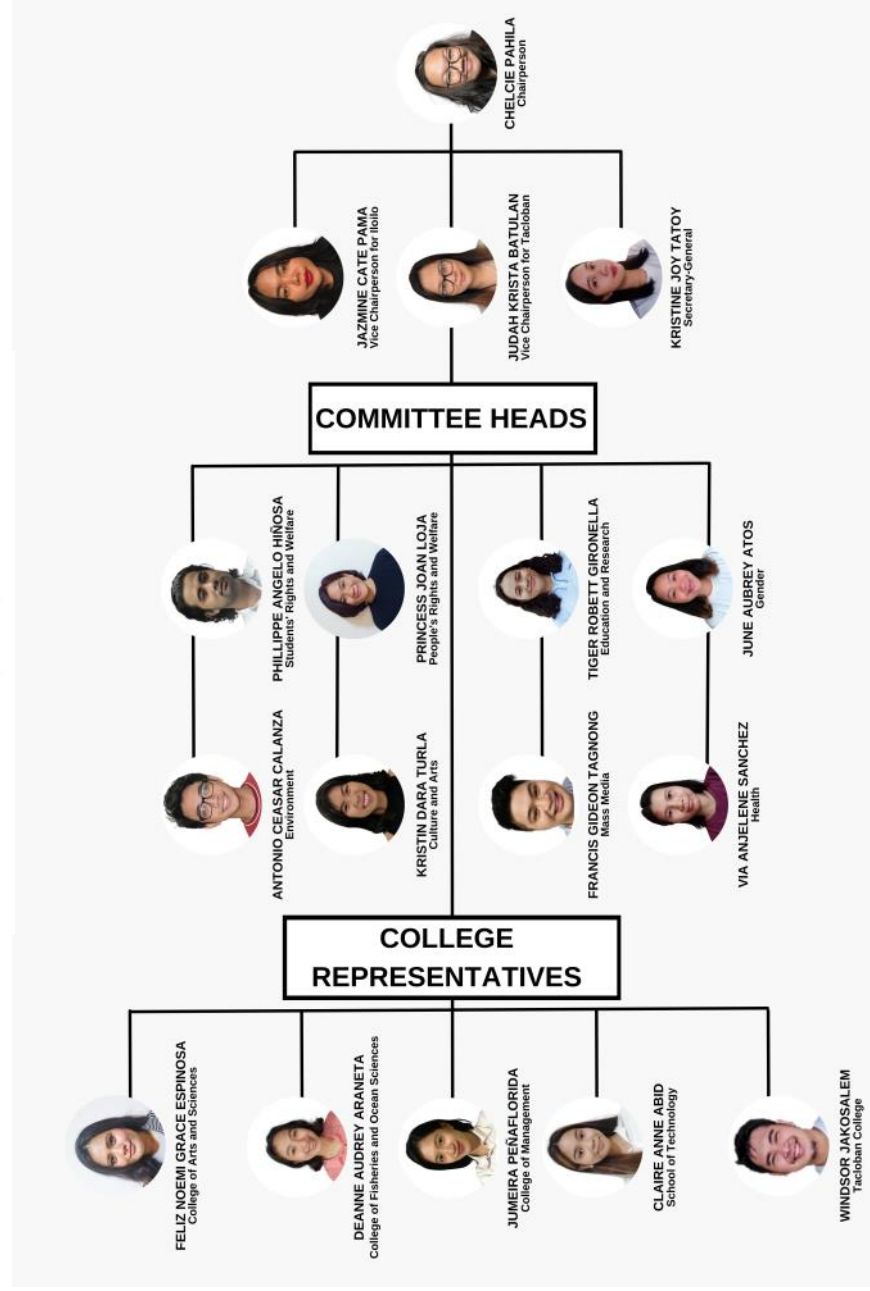 CHELCIE PAHILA
Chairperson
JAZMINE CATE PAMA
Vice Chairperson for Iloilo
JUDAH KRISTA BATULAN
Vice Chairperson for Tacloban
KRISTINE JOY TATOY
Secretary-General
COMMITTEE HEADS
PHILLIPPE ANGELO HIÑOSA
Students' Rights and Welfare
PRINCESS JOAN LOJA
People's Rights and Welfare
TIGER ROBETT GIRONELLA
Education and Research
JUNE AUBREY ATOS
Gender
ANTONIO CEASAR CALANZA
Environment
KRISTIN DARA TURLA
Culture and Arts
FRANCIS GIDEON TAGNONG
Mass Media
VIA ANJELENE SANCHEZ
Health
COLLEGE
REPRESENTATIVES
FELIZ NOEMI GRACE ESPINOSA
College of Arts and Sciences
DEANNE AUDREY ARANETA
College of Fisheries and Ocean Sciences
JUMEIRA PEÑAFLORIDA
College of Management
CLAIRE ANNE ABID
School of Technology
WINDSOR JAKOSALEM
Tacloban College